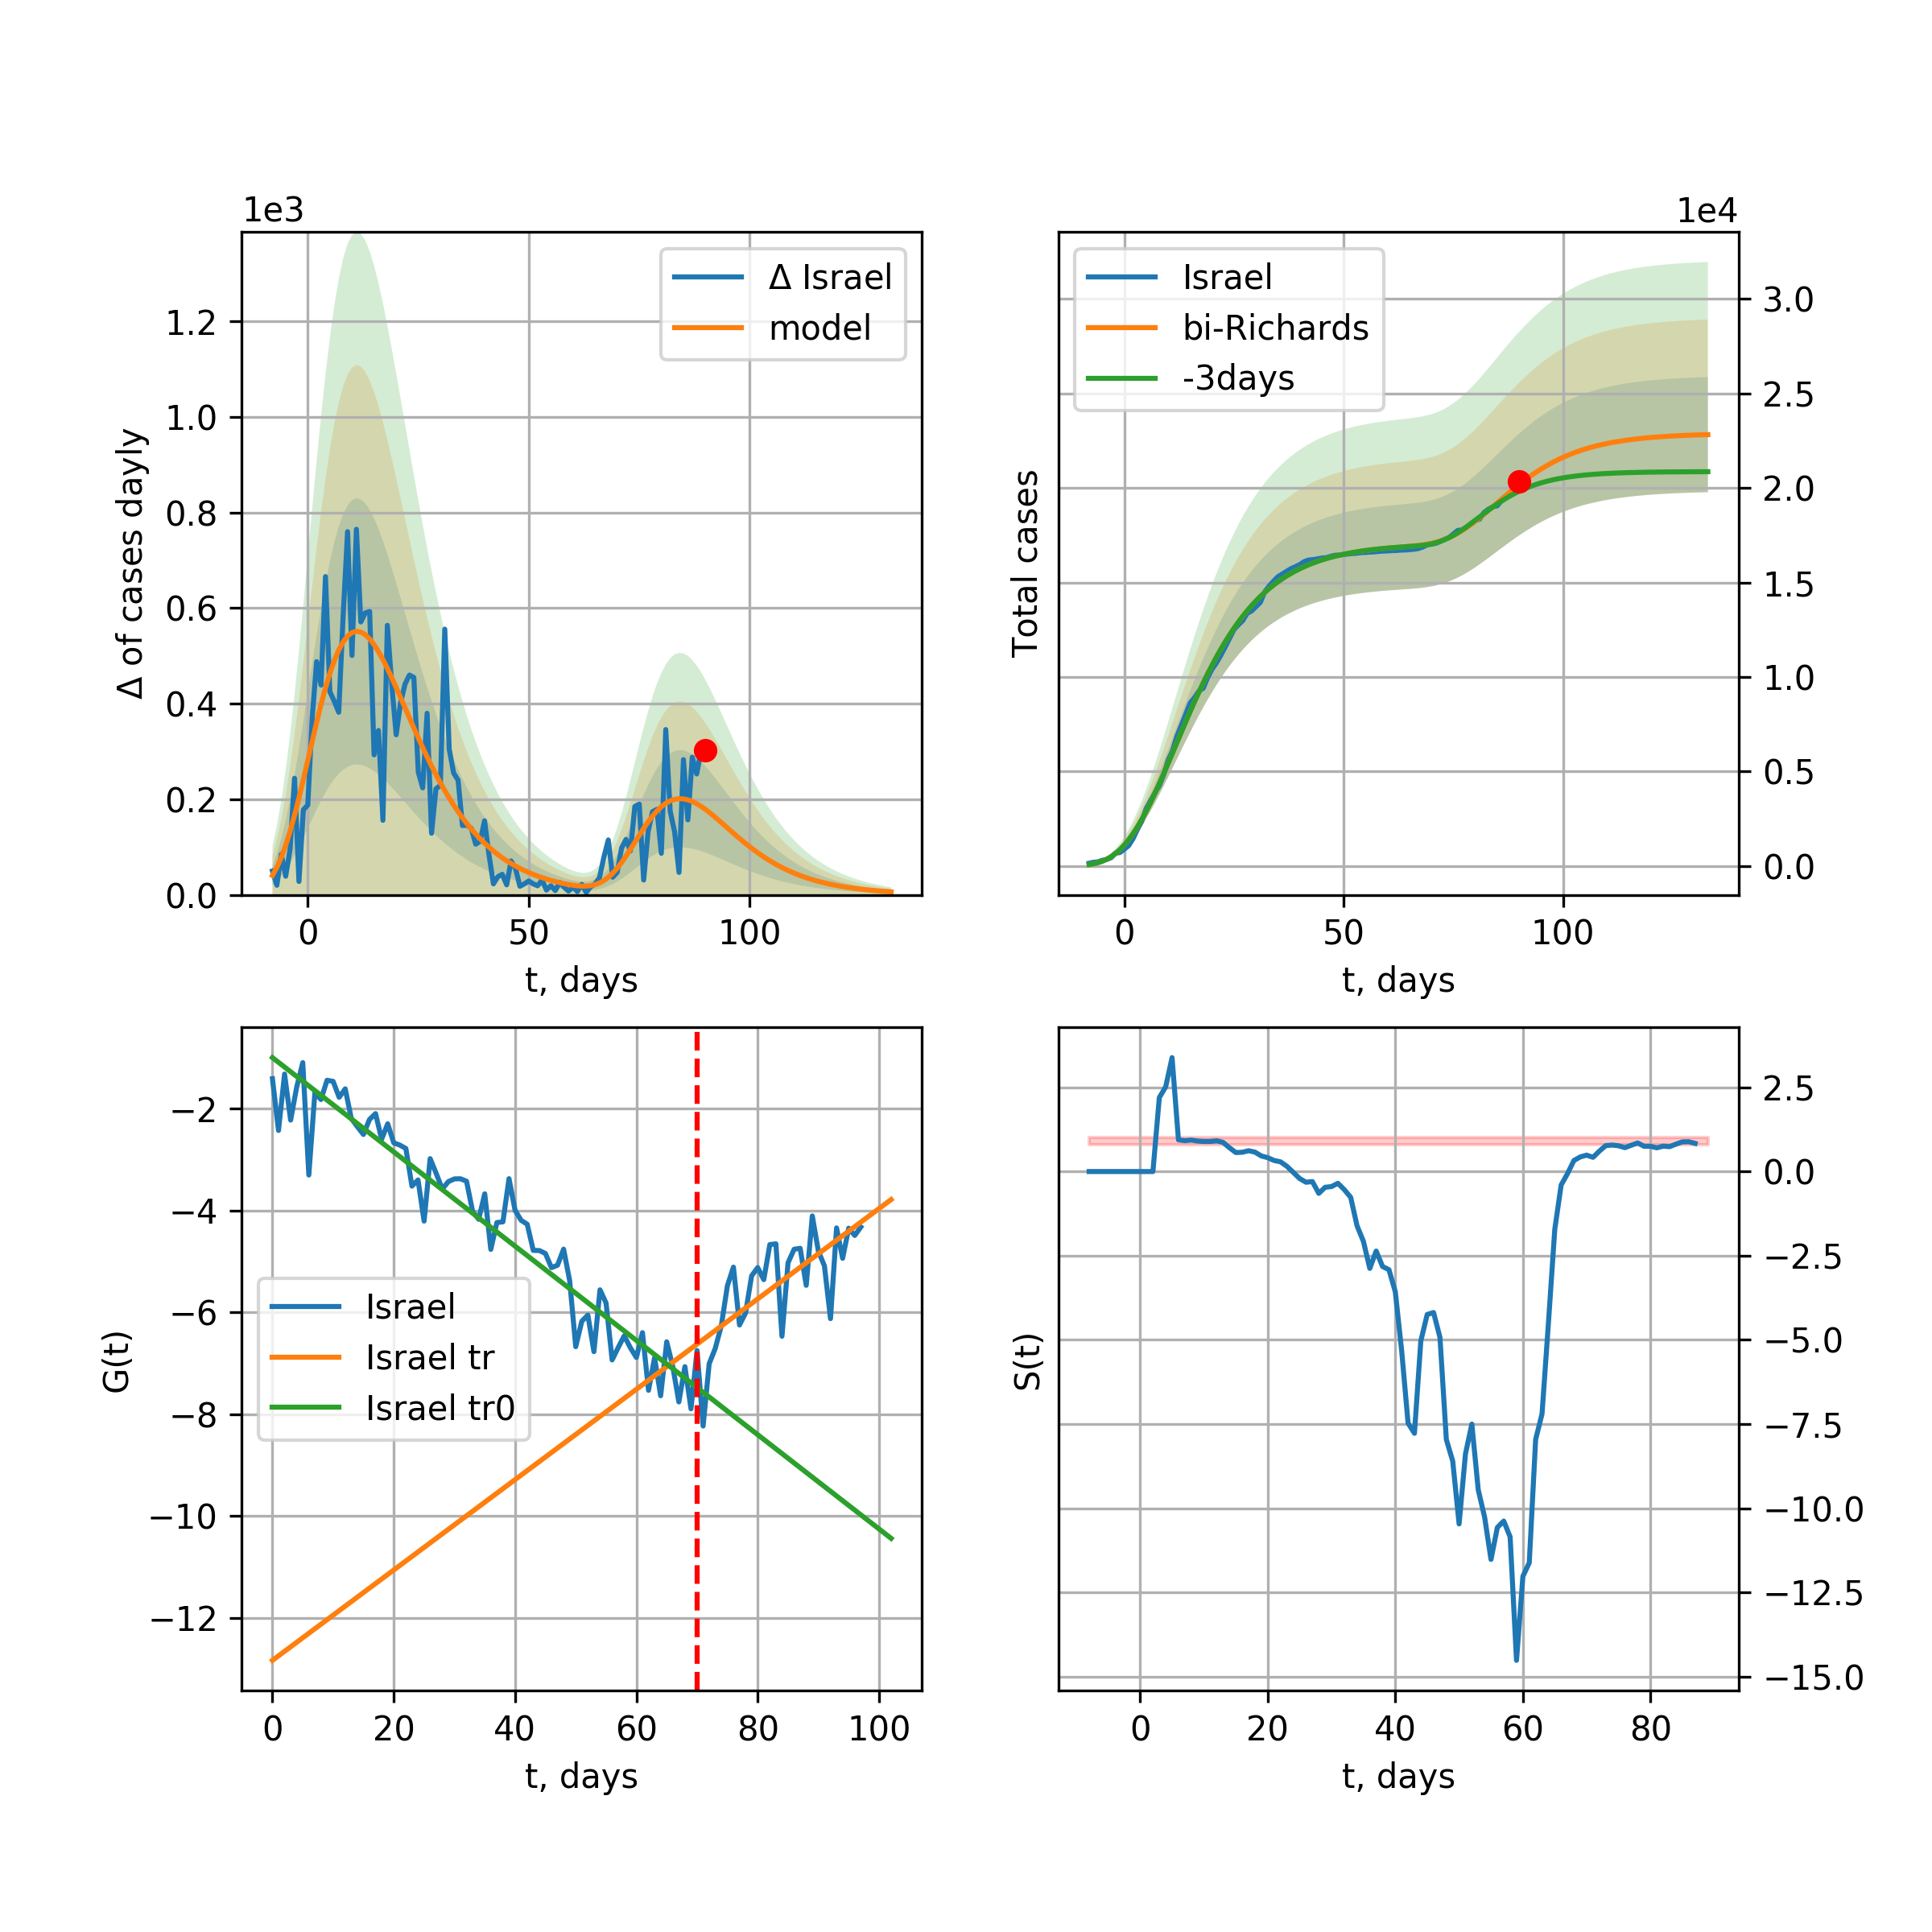 1e3
Δ of cases dayly
1.2
1.0
0.8
0.6
0.4
0.2
0.0
0 50 100
t, days
Δ Israel
model
1e4
Total cases
Israel
bi-Richards
-3days
3.0
2.5
2.0
1.5
1.0
0.5
0.0
0 50 100
t, days
G(t)
−2
−4
−6
−8
−10
−12
Israel
Israel tr
Israel tr0
0 20 40 60 80 100
t, days
S(t)
2.5
0.0
−2.5
−5.0
−7.5
−10.0
−12.5
−15.0
0 20 40 60 80
t, days